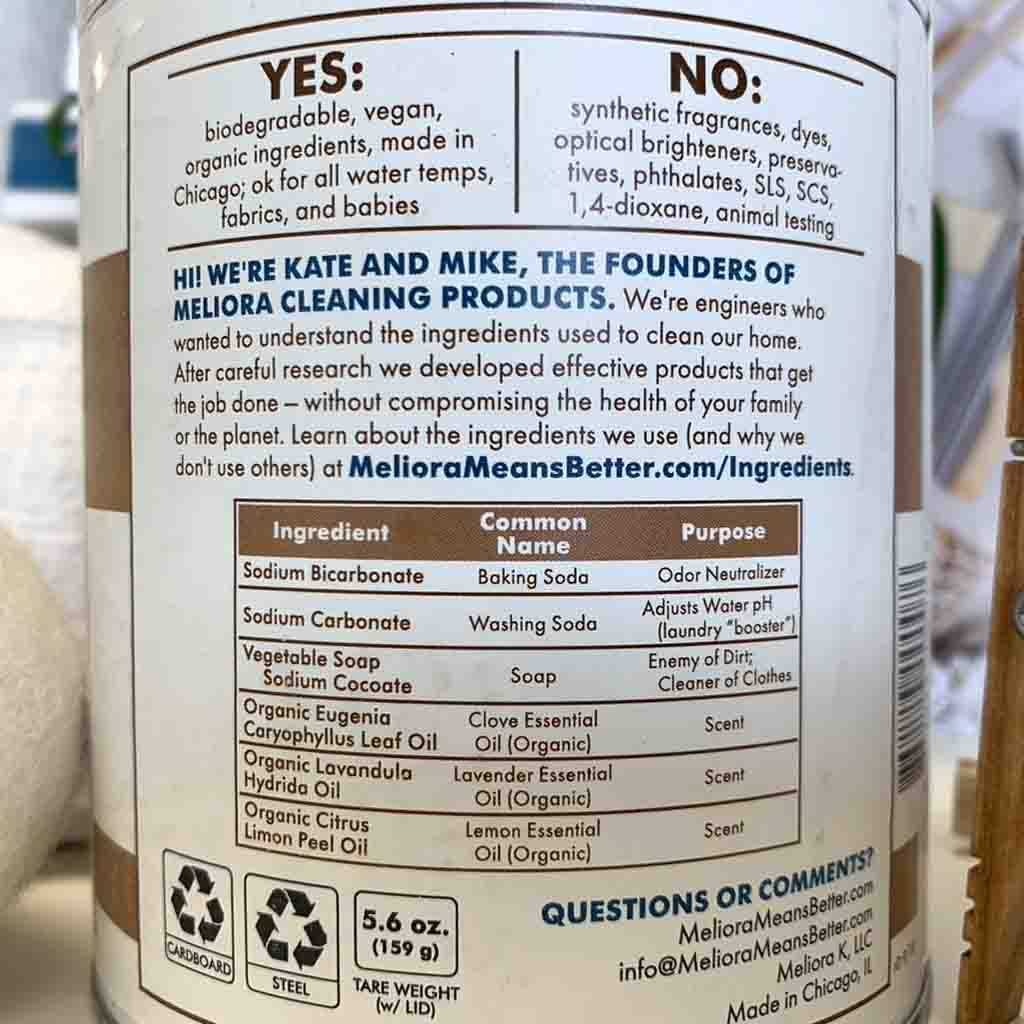 YES:
biodegradable, vegan,
organic ingredients, made in
Chicago; ok for all water temps,
fabrics, and babies
NO:
synthetic fragrances, dyes,
optical brighteners, preserva-
tives, phthalates, SLS, SCS,
1,4-dioxane, animal testing
HI! WE'RE KATE AND MIKE, THE FOUNDERS OF
MELIORA CLEANING PRODUCTS. We're engineers who
wanted to understand the ingredients used to clean our home.
After careful research we developed effective products that get
the job done – without compromising the health of your family
or the planet. Learn about the ingredients we use (and why we
don't use others) at MelioraMeansBetter.com/Ingredients.
Ingredient Common Name Purpose
Sodium Bicarbonate Baking Soda Odor Neutralizer
Sodium Carbonate Washing Soda Adjusts Water pH
(laundry "booster")
Vegetable Soap
Sodium Cocoate Soap Enemy of Dirt;
Cleaner of Clothes
Organic Eugenia
Caryophyllus Leaf Oil Clove Essential
Oil (Organic) Scent
Organic Lavandula
Hydrida Oil Lavender Essential
Oil (Organic) Scent
Organic Citrus
Limon Peel Oil Lemon Essential
Oil (Organic) Scent
CARDBOARD
STEEL
5.6 oz.
(159 g)
TARE WEIGHT
(w/ LID)
QUESTIONS OR COMMENTS?
MelioraMeansBetter.com
info@MelioraMeansBetter.com
Meliora K, LLC
Made in Chicago, IL